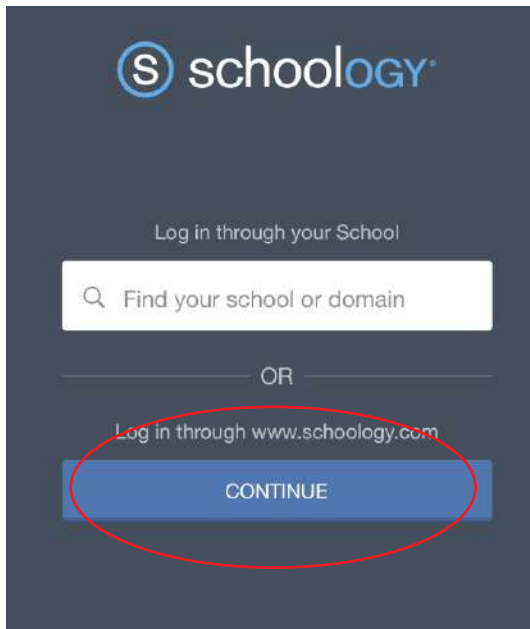 S schoology
Log in through your School
Find your school or domain
OR
Log in through www.schoology.com
CONTINUE